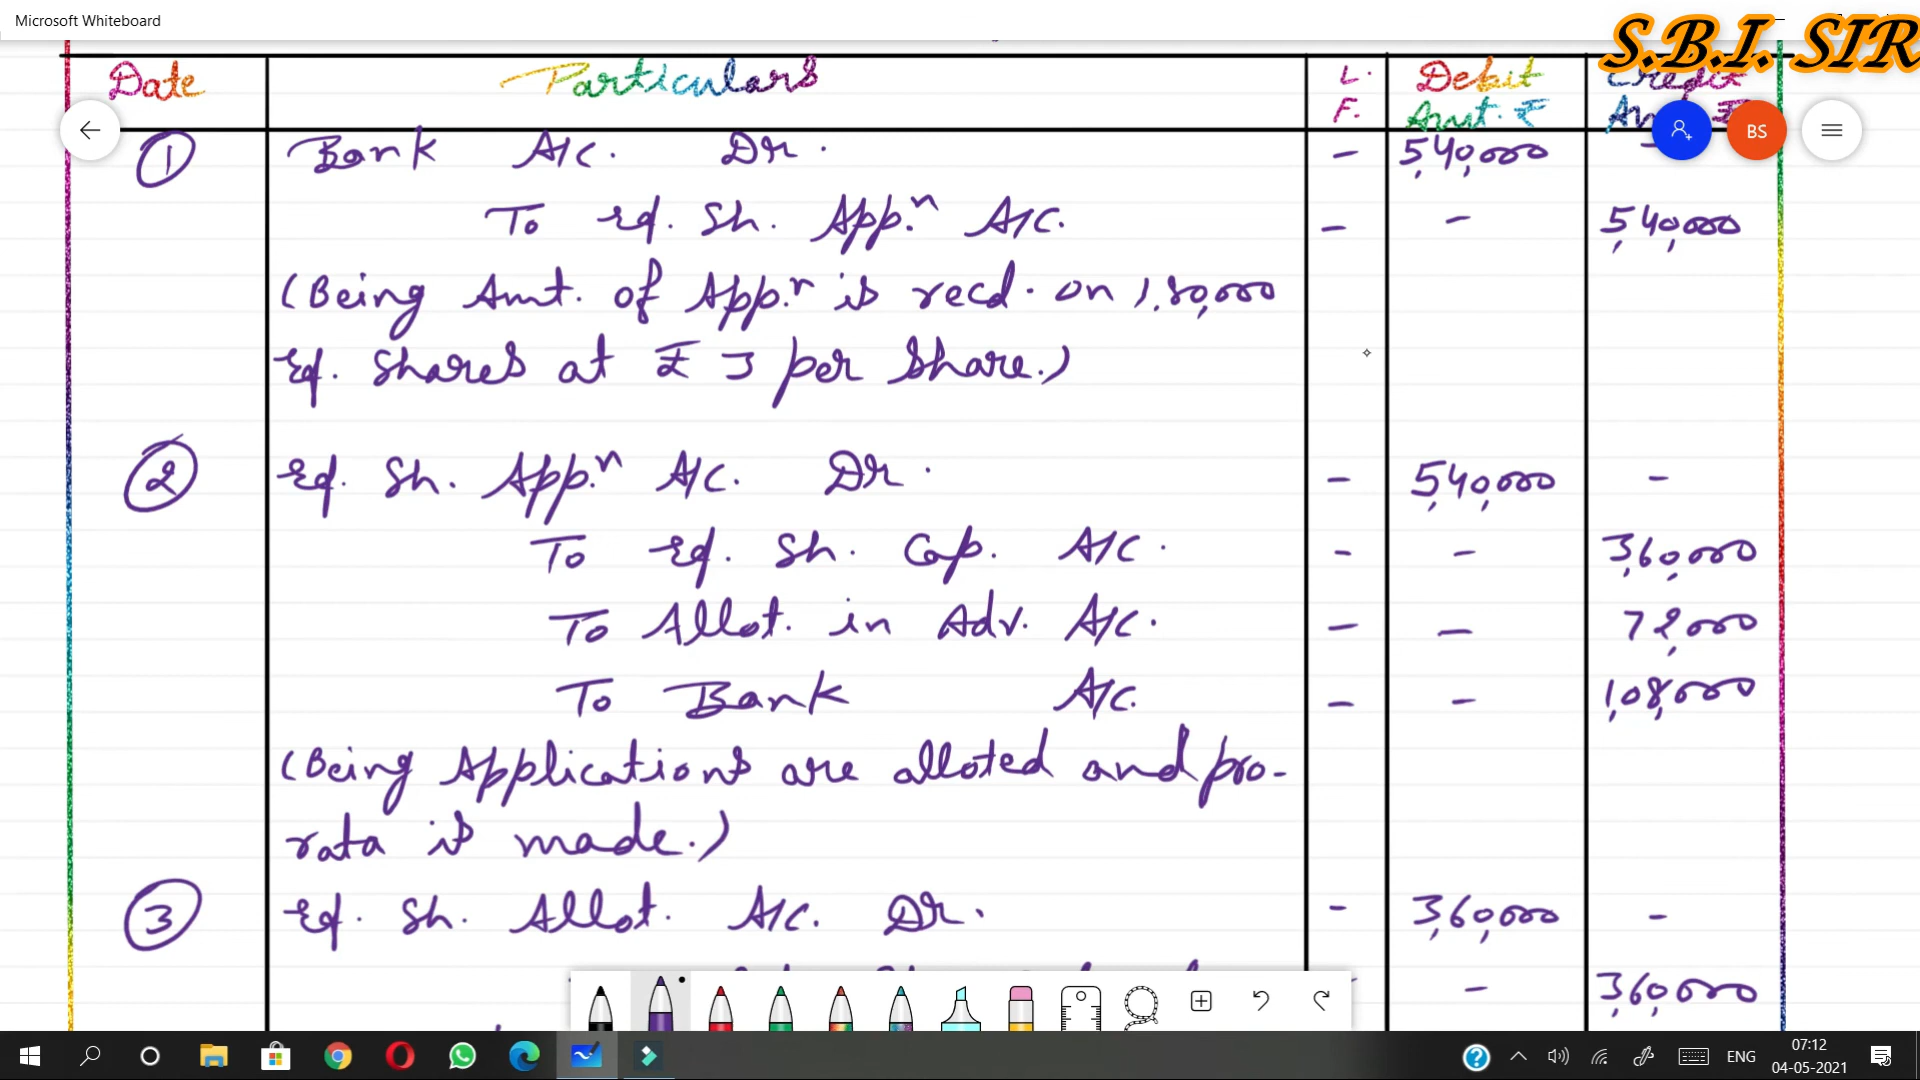 Microsoft Whiteboard
S.B.I. SIR
Date Particulars L.F. Debit Amt. ₹ Credit
BS
1 Bank A/c. Dr. - 5,40,000
To Eq. Sh. App.n A/c. - - 5,40,000
(Being Amt. of App.n is recd. on 1,80,000
Eq. Shares at ₹ 3 per Share.)
2 Eq. Sh. App.n A/c. Dr. - 5,40,000 -
To Eq. Sh. Cap. A/c. - - 3,60,000
To Allot. in Adv. A/c. - - 72,000
To Bank A/c. - - 1,08,000
(Being Applications are alloted and pro-
rata is made.)
3 Eq. Sh. Allot. A/c. Dr. - 3,60,000 -
- 3,60,000
ENG
07:12
04-05-2021